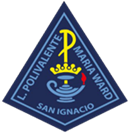 L. POLIVALENTE
MARIA WARD
SAN IGNACIO